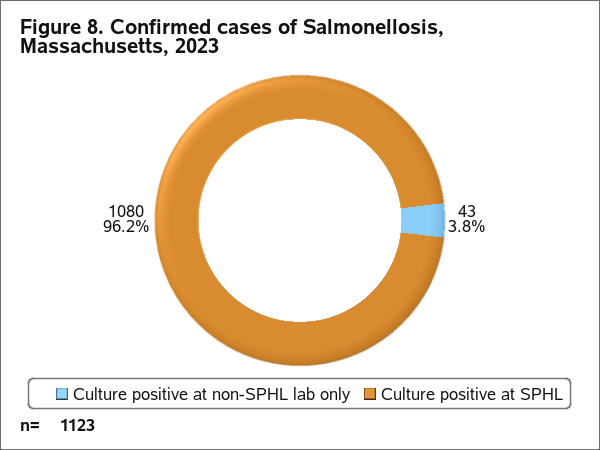 Figure 8. Confirmed cases of Salmonellosis,
Massachusetts, 2023
1080
96.2%
43
3.8%
Culture positive at non-SPHL lab only
Culture positive at SPHL
n= 1123